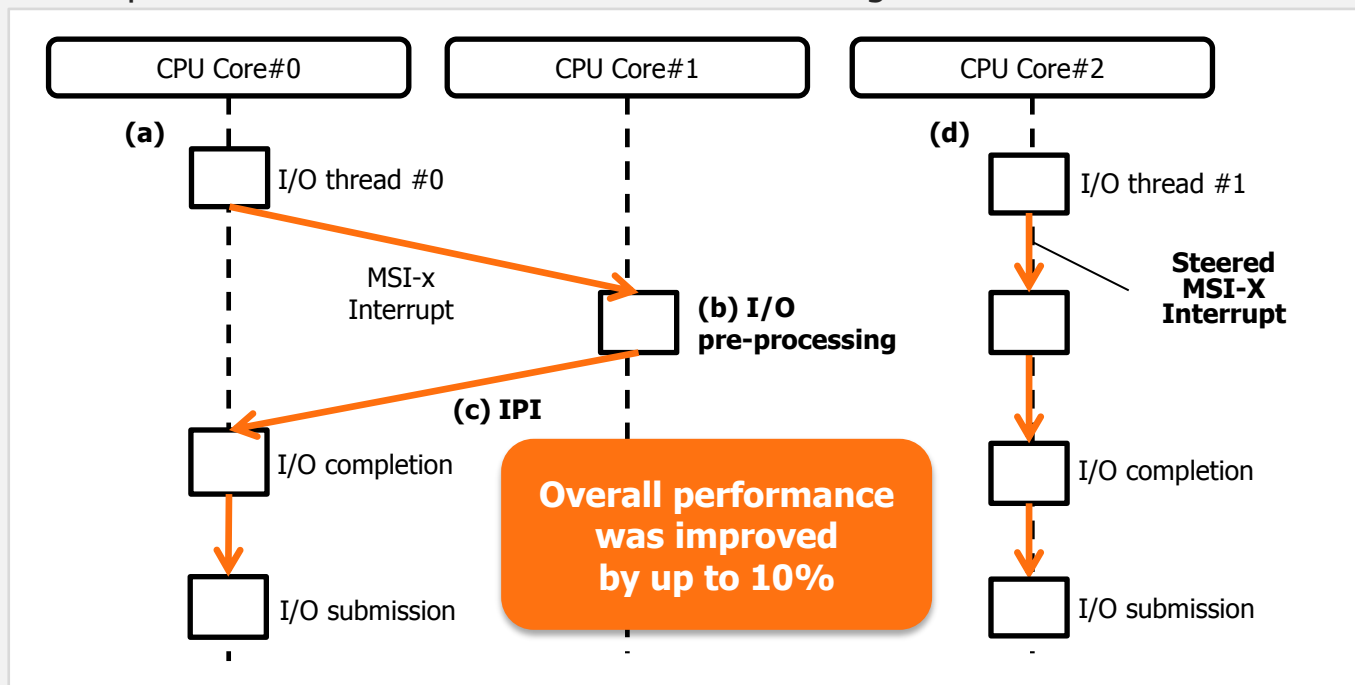 CPU Core#0
CPU Core#1
CPU Core#2
(a)
(d)
I/O thread #0
I/O thread #1
MSI-x
Interrupt
Steered
MSI-X
Interrupt
(b) I/O
pre-processing
(c) IPI
I/O completion
I/O completion
Overall performance
was improved
by up to 10%
I/O submission
I/O submission